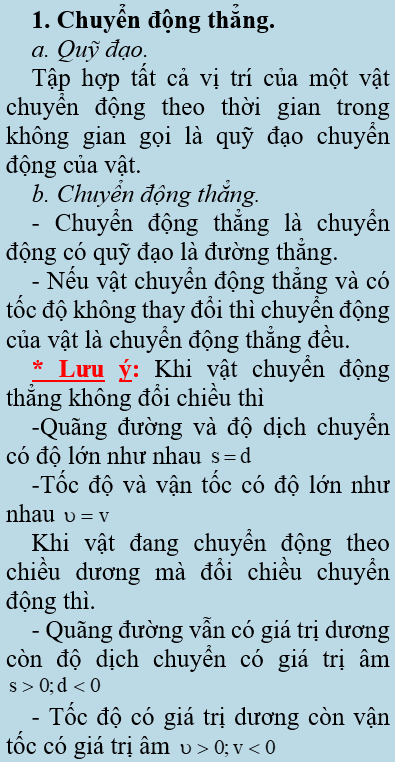 1. Chuyển động thẳng.
a. Quỹ đạo.
Tập hợp tất cả vị trí của một vật
chuyển động theo thời gian trong
không gian gọi là quỹ đạo chuyển
động của vật.
b. Chuyển động thẳng.
- Chuyển động thẳng là chuyển
động có quỹ đạo là đường thẳng.
- Nếu vật chuyển động thẳng và có
tốc độ không thay đổi thì chuyển động
của vật là chuyển động thẳng đều.
* Lưu ý: Khi vật chuyển động
thẳng không đổi chiều thì
-Quãng đường và độ dịch chuyển
có độ lớn như nhau s = d
-Tốc độ và vận tốc có độ lớn như
nhau υ = v
Khi vật đang chuyển động theo
chiều dương mà đổi chiều chuyển
động thì.
- Quãng đường vẫn có giá trị dương
còn độ dịch chuyển có giá trị âm
s > 0; d < 0
- Tốc độ có giá trị dương còn vận
tốc có giá trị âm υ > 0; v < 0